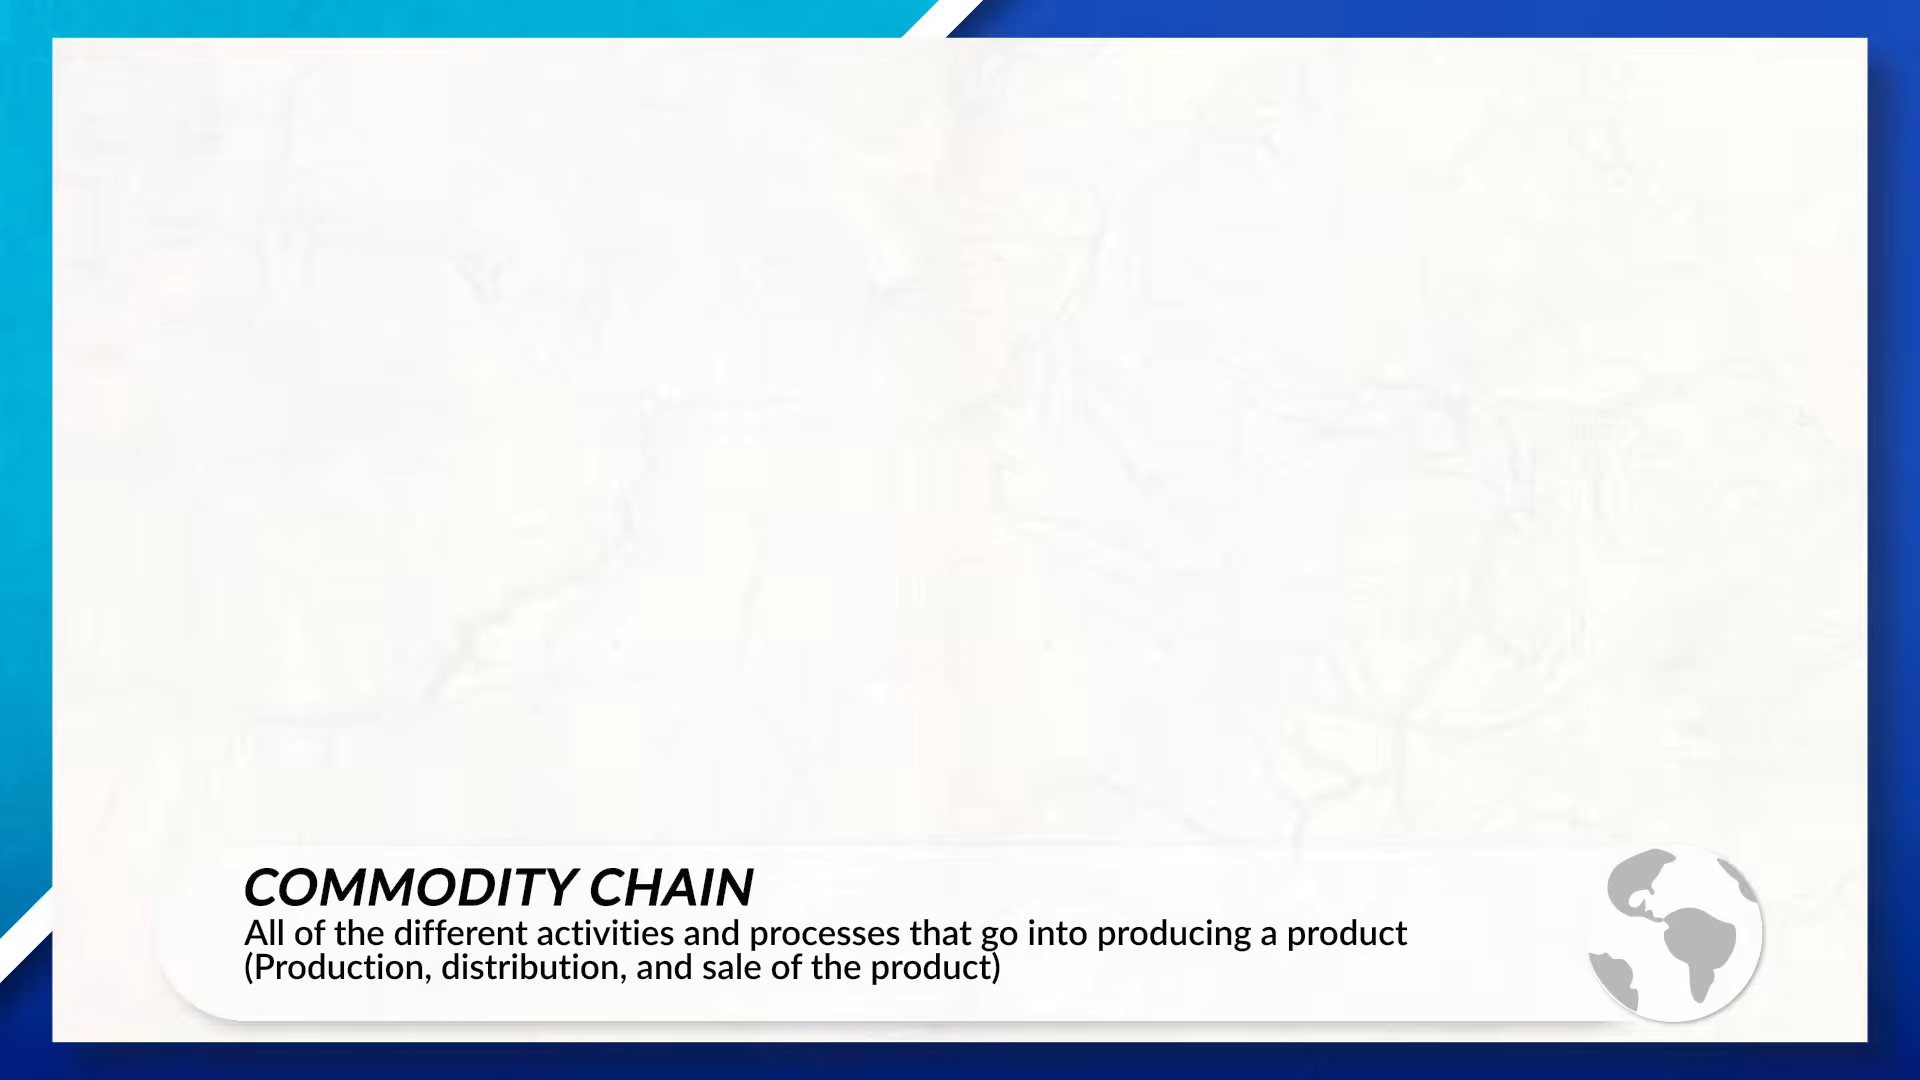 COMMODITY CHAIN
All of the different activities and processes that go into producing a product
(Production, distribution, and sale of the product)